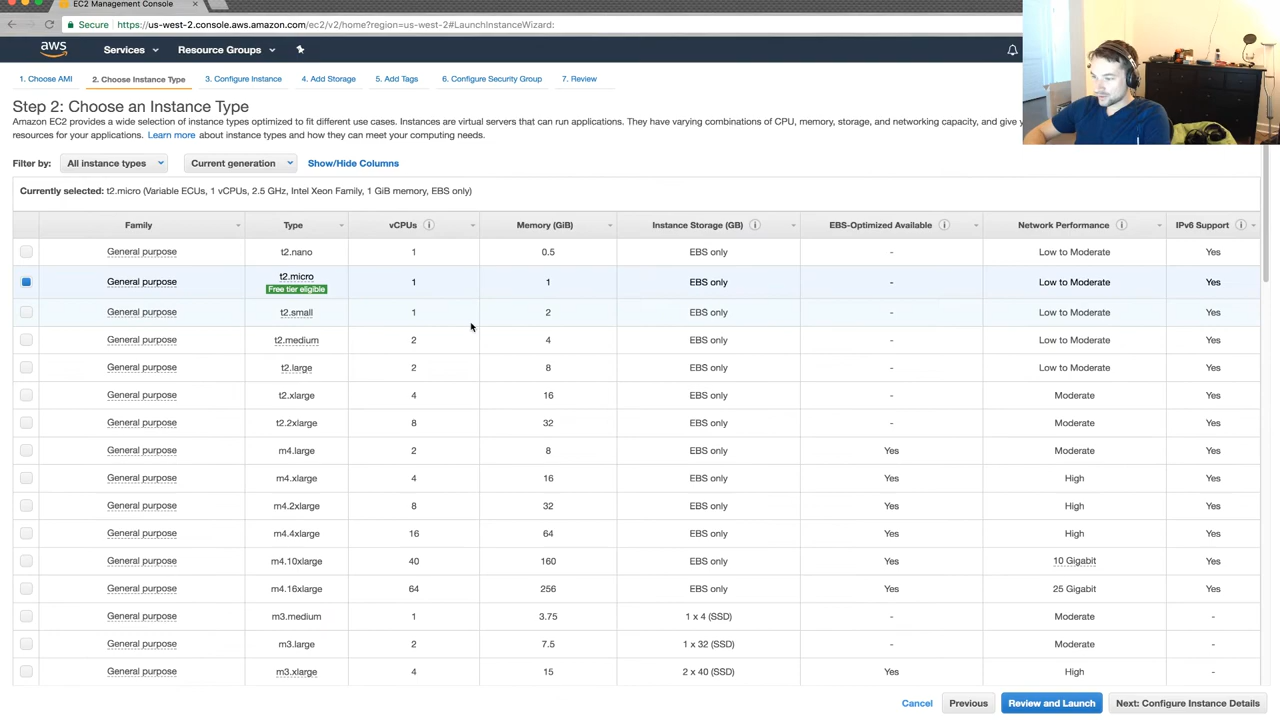 EC2 Management Console
Secure https://us-west-2.console.aws.amazon.com/ec2/v2/home?region=us-west-2#LaunchInstanceWizard:
aws Services Resource Groups
1. Choose AMI 2. Choose Instance Type 3. Configure Instance 4. Add Storage 5. Add Tags 6. Configure Security Group 7. Review
Step 2: Choose an Instance Type
Amazon EC2 provides a wide selection of instance types optimized to fit different use cases. Instances are virtual servers that can run applications. They have varying combinations of CPU, memory, storage, and networking capacity, and give y
resources for your applications. Learn more about instance types and how they can meet your computing needs.
Filter by: All instance types Current generation Show/Hide Columns
Currently selected: t2.micro (Variable ECUs, 1 vCPUs, 2.5 GHz, Intel Xeon Family, 1 GiB memory, EBS only)
Family Type vCPUs Memory (GiB) Instance Storage (GB) EBS-Optimized Available Network Performance IPv6 Support
General purpose t2.nano 1 0.5 EBS only - Low to Moderate Yes
General purpose t2.micro 1 1 EBS only - Low to Moderate Yes
Free tier eligible
General purpose t2.small 1 2 EBS only - Low to Moderate Yes
General purpose t2.medium 2 4 EBS only - Low to Moderate Yes
General purpose t2.large 2 8 EBS only - Low to Moderate Yes
General purpose t2.xlarge 4 16 EBS only - Moderate Yes
General purpose t2.2xlarge 8 32 EBS only - Moderate Yes
General purpose m4.large 2 8 EBS only Yes Moderate Yes
General purpose m4.xlarge 4 16 EBS only Yes High Yes
General purpose m4.2xlarge 8 32 EBS only Yes High Yes
General purpose m4.4xlarge 16 64 EBS only Yes High Yes
General purpose m4.10xlarge 40 160 EBS only Yes 10 Gigabit Yes
General purpose m4.16xlarge 64 256 EBS only Yes 25 Gigabit Yes
General purpose m3.medium 1 3.75 1 x 4 (SSD) - Moderate -
General purpose m3.large 2 7.5 1 x 32 (SSD) - Moderate -
General purpose m3.xlarge 4 15 2 x 40 (SSD) Yes High -
Cancel Previous Review and Launch Next: Configure Instance Details